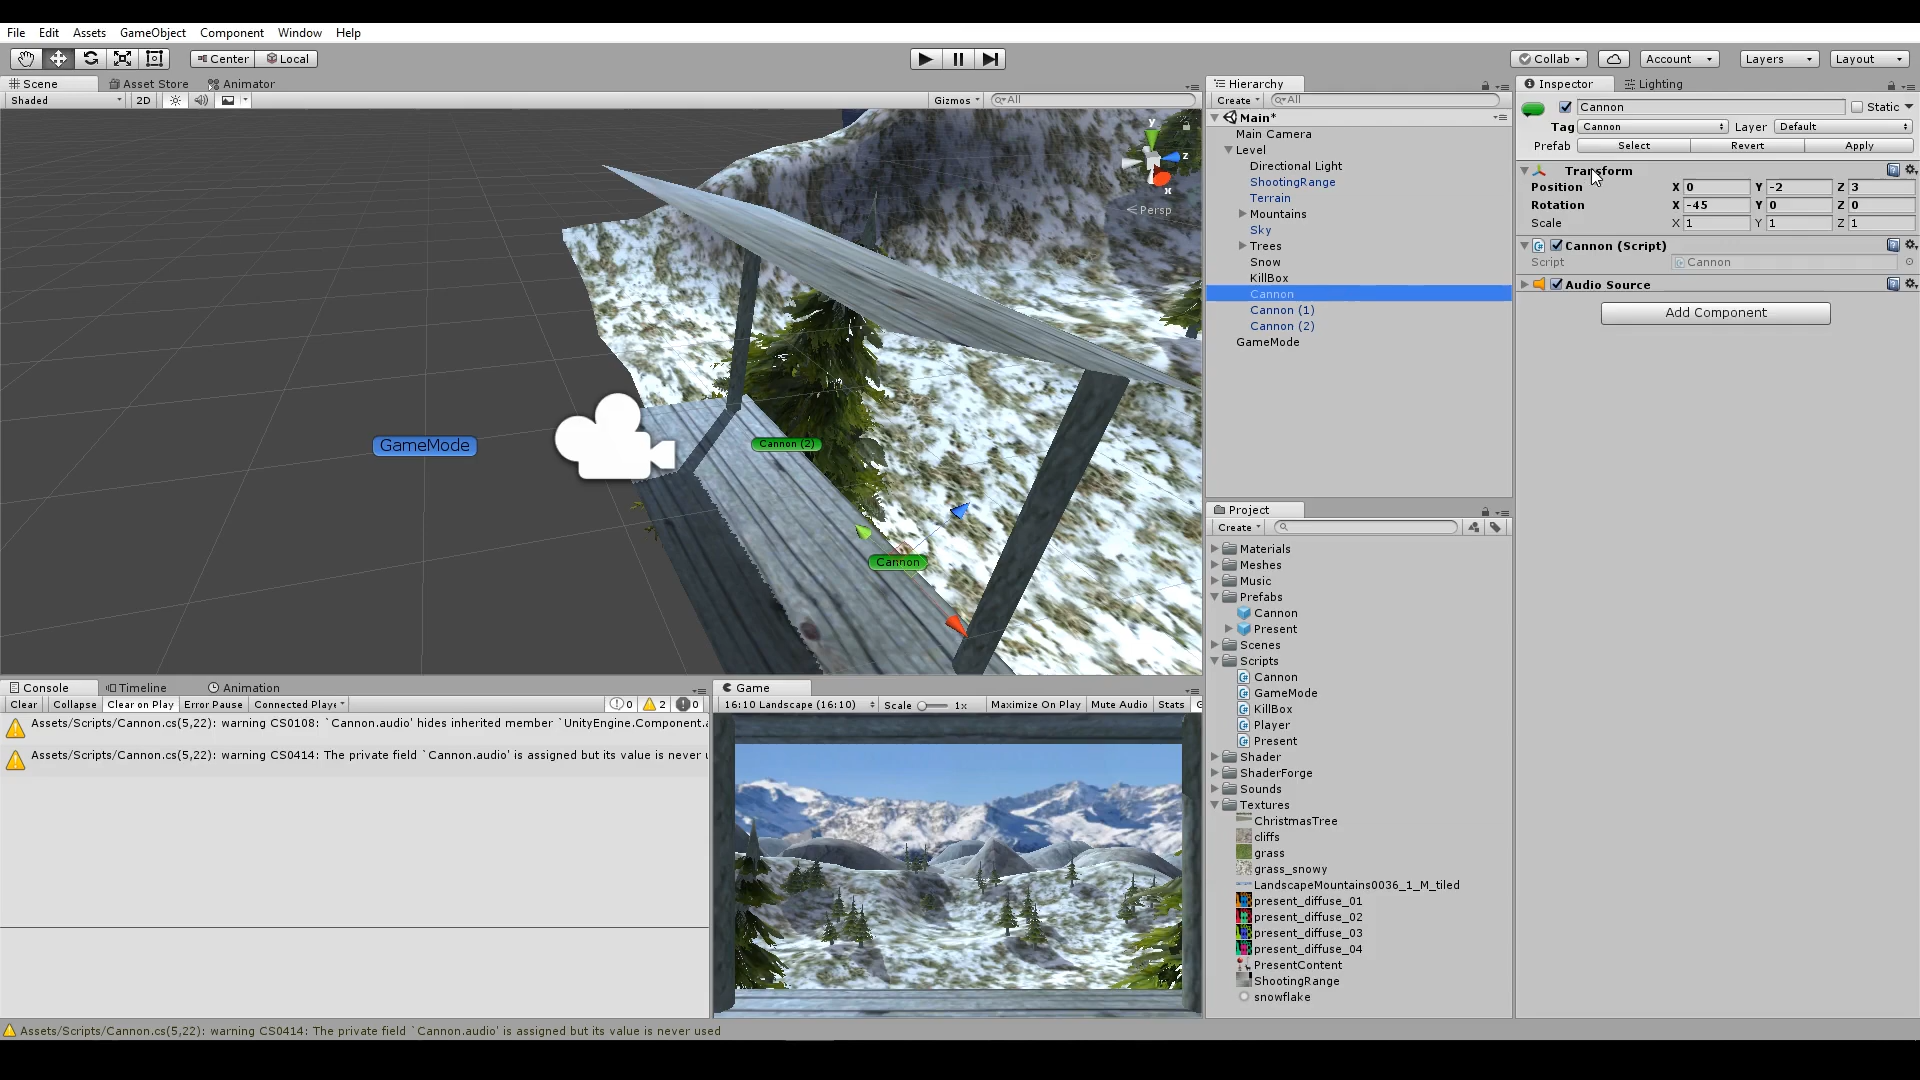 File Edit Assets GameObject Component Window Help
Center Local
Collab Account Layers Layout
Scene Asset Store Animator
Shaded 2D Gizmos All
GameMode
Cannon (2)
Cannon
y
z
x
Persp
Hierarchy
Create All
Main*
Main Camera
Level
Directional Light
ShootingRange
Terrain
Mountains
Sky
Trees
Snow
KillBox
Cannon
Cannon (1)
Cannon (2)
GameMode
Inspector Lighting
Cannon Static
Tag Cannon Layer Default
Prefab Select Revert Apply
Transform
Position X 0 Y -2 Z 3
Rotation X -45 Y 0 Z 0
Scale X 1 Y 1 Z 1
Cannon (Script)
Script Cannon
Audio Source
Add Component
Project
Create
Materials
Meshes
Music
Prefabs
Cannon
Present
Scenes
Scripts
Cannon
GameMode
KillBox
Player
Present
Shader
ShaderForge
Sounds
Textures
ChristmasTree
cliffs
grass
grass_snowy
LandscapeMountains0036_1_M_tiled
present_diffuse_01
present_diffuse_02
present_diffuse_03
present_diffuse_04
PresentContent
ShootingRange
snowflake
Console Timeline Animation
Clear Collapse Clear on Play Error Pause Connected Playe 0 2 0
Assets/Scripts/Cannon.cs(5,22): warning CS0108: `Cannon.audio' hides inherited member `UnityEngine.Component.a
Assets/Scripts/Cannon.cs(5,22): warning CS0414: The private field `Cannon.audio' is assigned but its value is never u
Game
16:10 Landscape (16:10) Scale 1x Maximize On Play Mute Audio Stats G
Assets/Scripts/Cannon.cs(5,22): warning CS0414: The private field `Cannon.audio' is assigned but its value is never used